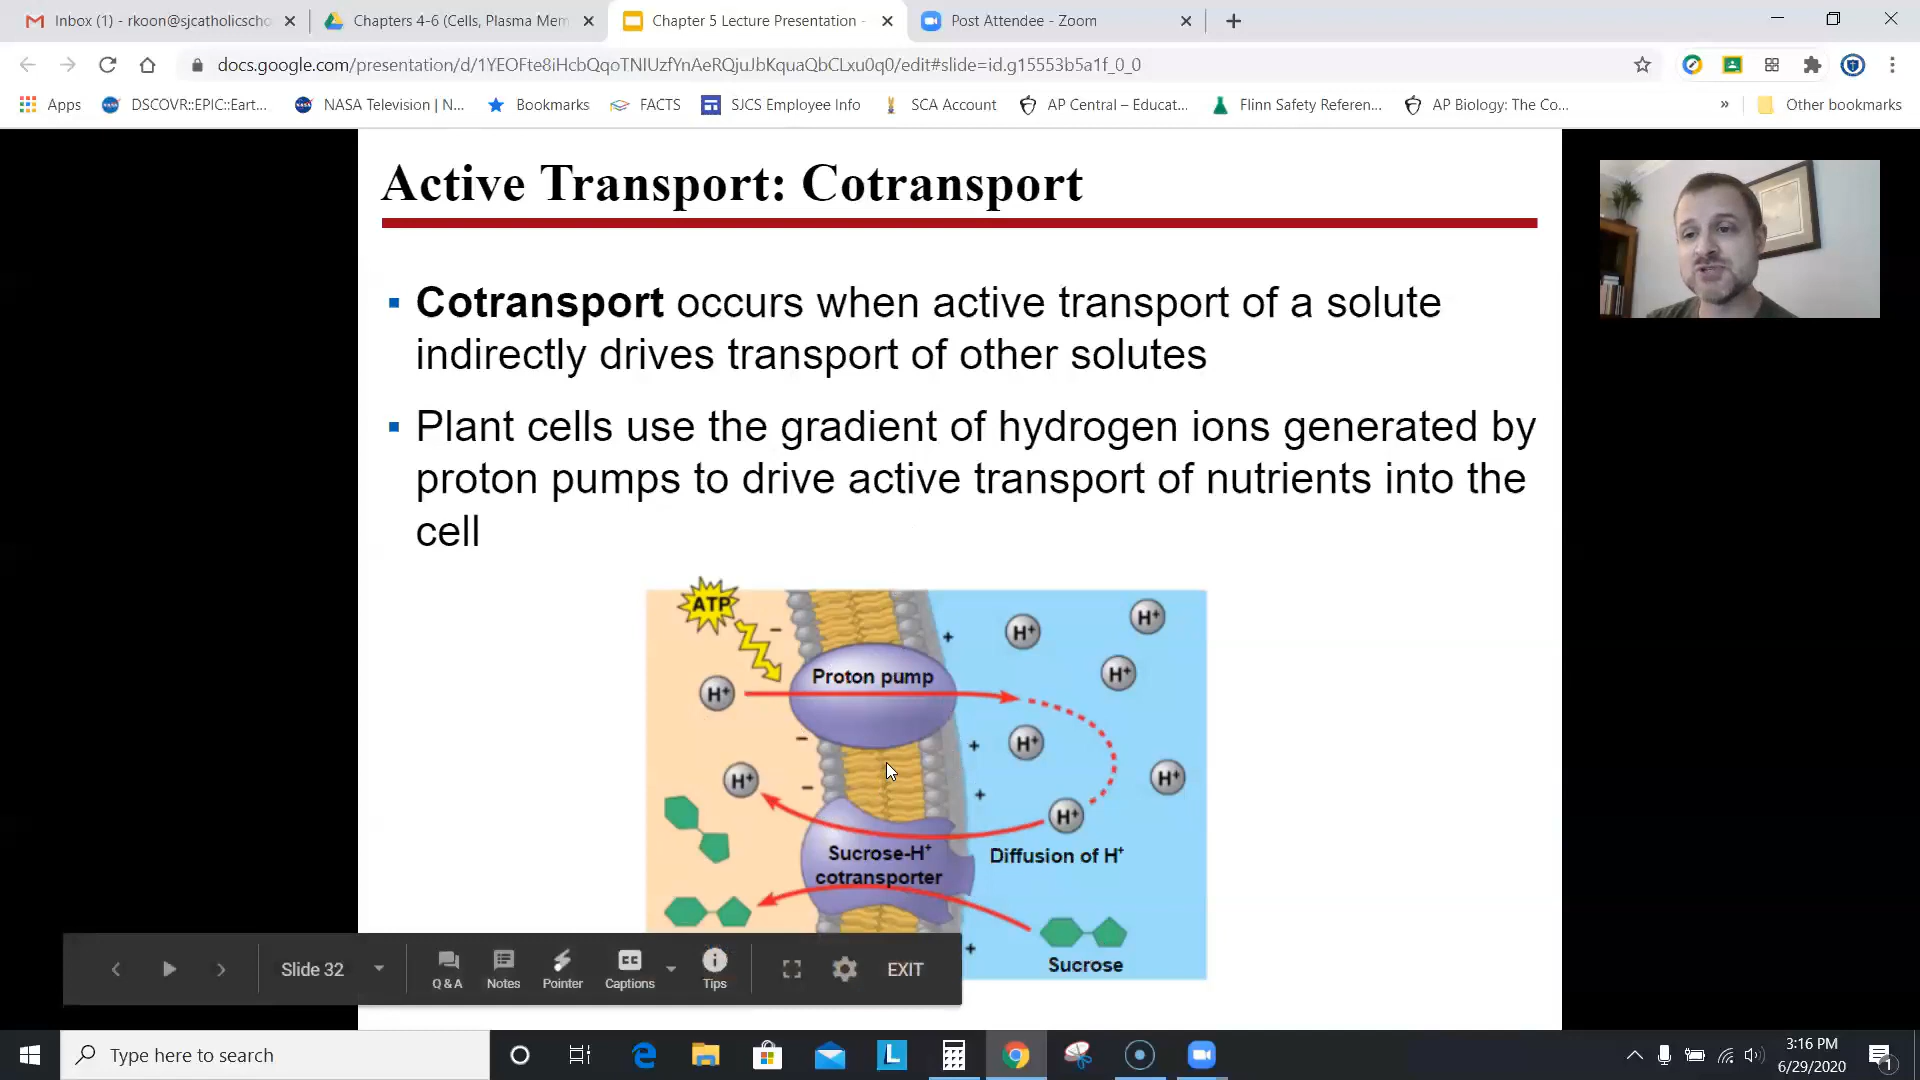 Inbox (1) - rkoon@sjcatholicscho
Chapters 4-6 (Cells, Plasma Mem
Chapter 5 Lecture Presentation -
Post Attendee - Zoom
docs.google.com/presentation/d/1YEOFte8iHcbQqoTNIUzfYnAeRQjuJbKquaQbCLxu0q0/edit#slide=id.g15553b5a1f_0_0
Apps
DSCOVR::EPIC::Eart...
NASA Television | N...
Bookmarks
FACTS
SJCS Employee Info
SCA Account
AP Central – Educat...
Flinn Safety Referen...
AP Biology: The Co...
»
Other bookmarks
Active Transport: Cotransport
▪ Cotransport occurs when active transport of a solute
indirectly drives transport of other solutes
▪ Plant cells use the gradient of hydrogen ions generated by
proton pumps to drive active transport of nutrients into the
cell
ATP
−
+
H⁺
H⁺
H⁺
H⁺
Proton pump
−
+
H⁺
H⁺
H⁺
−
+
H⁺
Sucrose-H⁺
cotransporter
Diffusion of H⁺
+
Sucrose
Slide 32
Q & A
Notes
Pointer
CC
Captions
Tips
EXIT
Type here to search
L
3:16 PM
6/29/2020
1